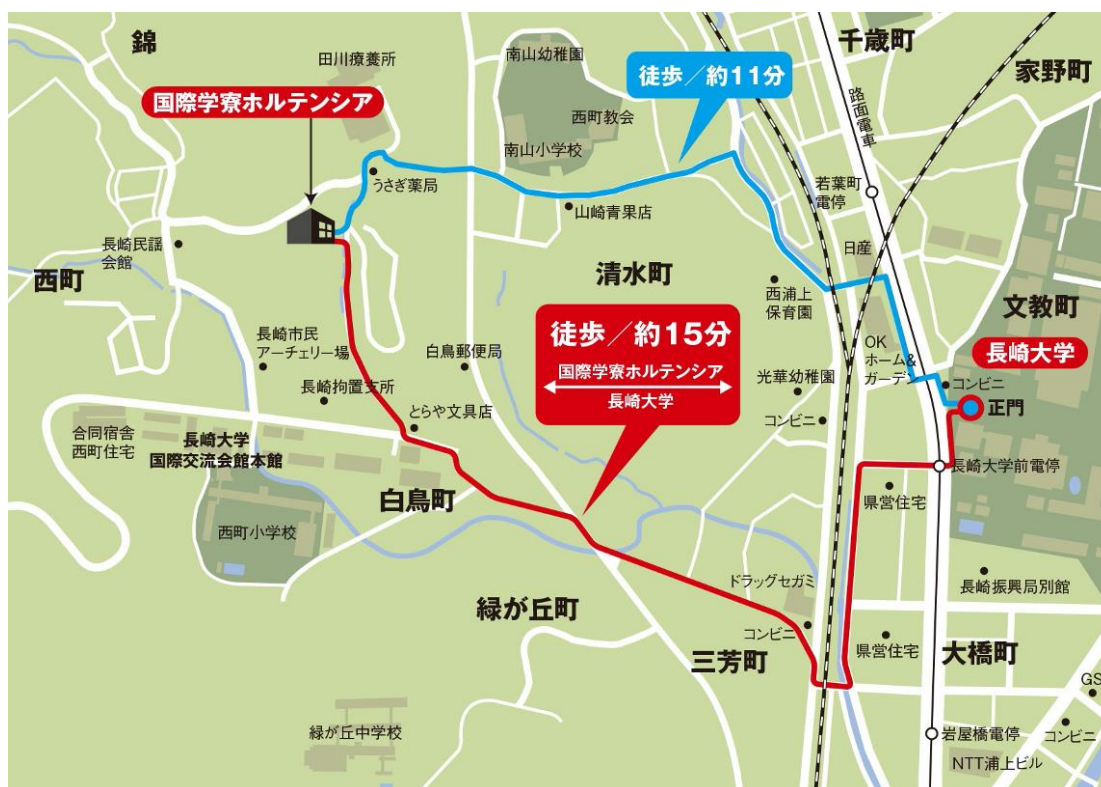 錦
田川療養所
南山幼稚園
徒歩/約11分
千歳町
家野町
国際学寮ホルテンシア
西町教会
路面電車
南山小学校
うさぎ薬局
若葉町
電停
山崎青果店
長崎民謡
会館
日産
西町
清水町
西浦上
保育園
文教町
徒歩/約15分
国際学寮ホルテンシア
長崎大学
長崎市民
アーチェリー場
白鳥郵便局
OK
ホーム&
ガーデン
長崎大学
光華幼稚園
コンビニ
長崎拘置支所
とらや文具店
コンビニ
正門
合同宿舎
西町住宅
長崎大学
国際交流会館本館
長崎大学前電停
白鳥町
県営住宅
西町小学校
ドラッグセガミ
長崎振興局別館
緑が丘町
コンビニ
三芳町
県営住宅
大橋町
GS
緑が丘中学校
岩屋橋電停
コンビニ
NTT浦上ビル